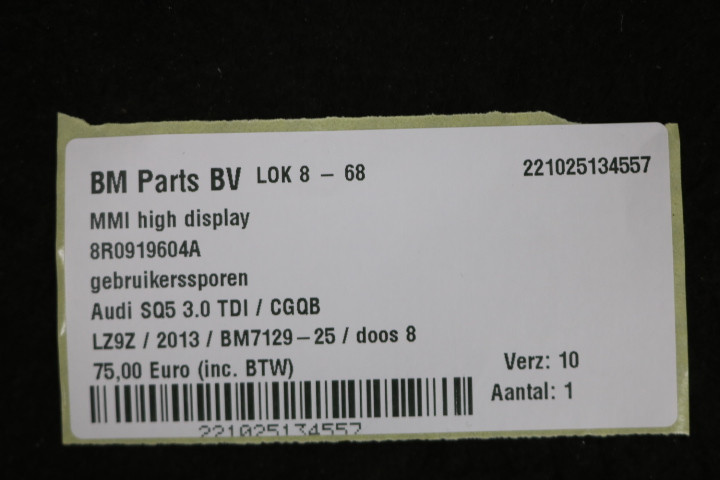 BM Parts BV LOK 8 – 68 221025134557
MMI high display
8R0919604A
gebruikerssporen
Audi SQ5 3.0 TDI / CGQB
LZ9Z / 2013 / BM7129–25 / doos 8
75,00 Euro (inc. BTW) Verz: 10
Aantal: 1
221025134557